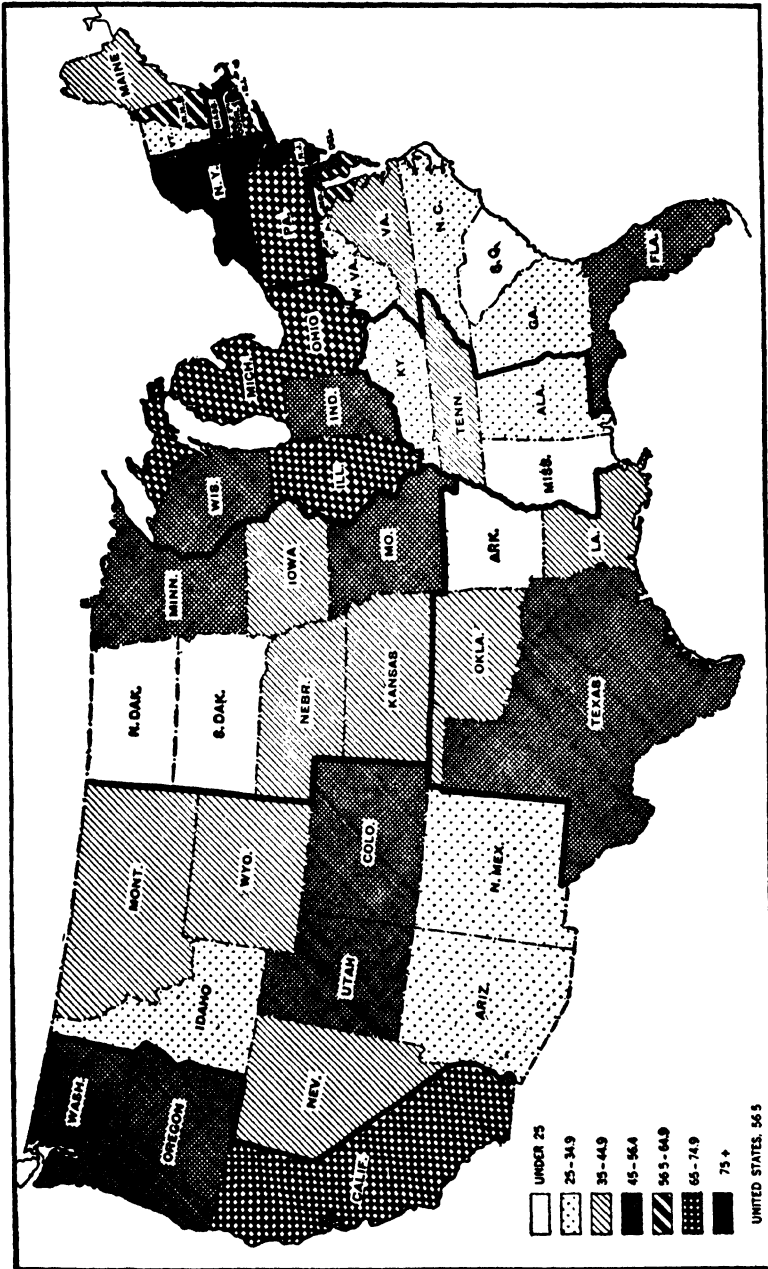 WASH.
OREGON
CALIF.
NEV.
IDAHO
MONT.
WYO.
UTAH
COLO.
ARIZ.
N. MEX.
N. DAK.
S. DAK.
NEBR.
KANSAS
OKLA.
TEXAS
MINN.
IOWA
MO.
ARK.
LA.
WIS.
ILL.
MICH.
IND.
OHIO
KY.
TENN.
MISS.
ALA.
GA.
FLA.
S. C.
N. C.
VA.
W. VA.
PA.
N.Y.
MAINE
UNDER 25
25-34.9
35-44.9
45-56.4
56.5-64.9
65-74.9
75 +
UNITED STATES, 56.5